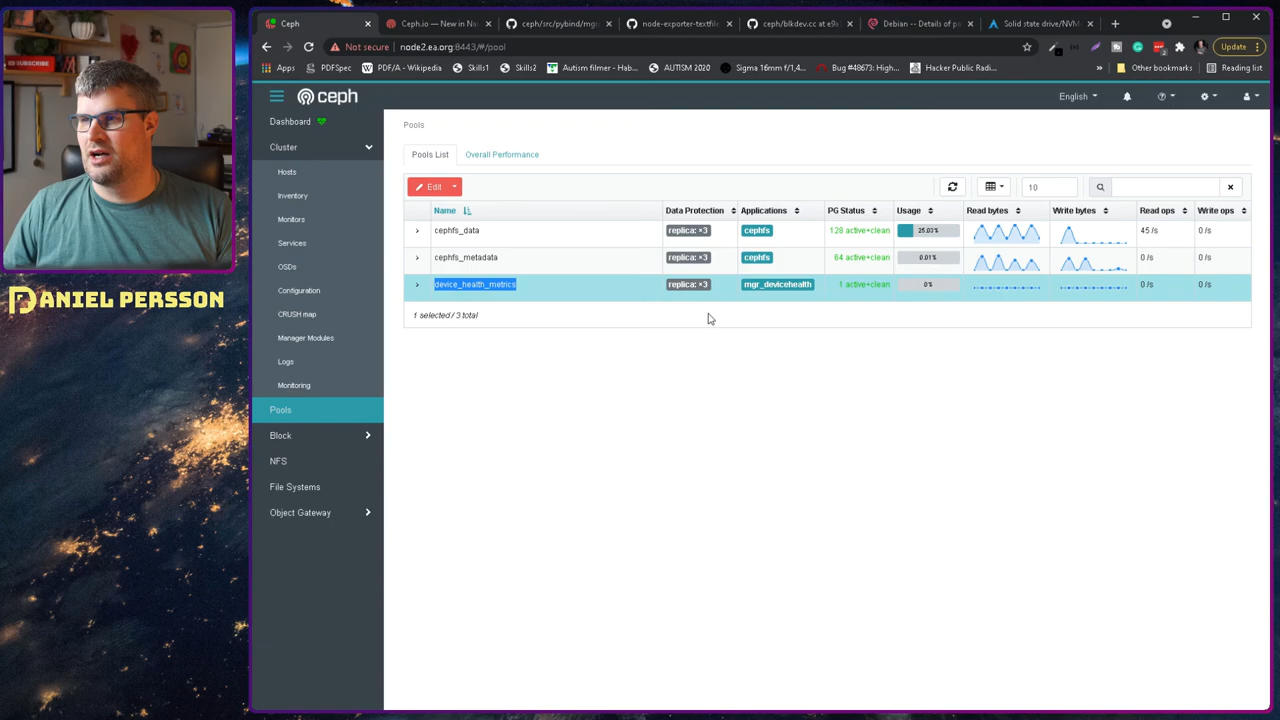 Ceph
Ceph.io — New in Na
ceph/src/pybind/mgr
node-exporter-textfile
ceph/blkdev.cc at e9
Debian -- Details of pa
Solid state drive/NVM
Not secure
node2.ea.org:8443/#/pool
Update
Apps
PDFSpec
PDF/A - Wikipedia
Skills1
Skills2
Autism filmer - Hab...
AUTISM 2020
Sigma 16mm f/1,4...
Bug #48673: High...
Hacker Public Radi...
»
Other bookmarks
Reading list
ceph
English
Dashboard
Cluster
Hosts
Inventory
Monitors
Services
OSDs
Configuration
CRUSH map
Manager Modules
Logs
Monitoring
Pools
Block
NFS
File Systems
Object Gateway
Pools
Pools List
Overall Performance
Edit
10
Name Data Protection Applications PG Status Usage Read bytes Write bytes Read ops Write ops
cephfs_data replica: ×3 cephfs 128 active+clean 25.03% 45 /s 0 /s
cephfs_metadata replica: ×3 cephfs 64 active+clean 0.01% 0 /s 0 /s
device_health_metrics replica: ×3 mgr_devicehealth 1 active+clean 0% 0 /s 0 /s
1 selected / 3 total
DANIEL PERSSON